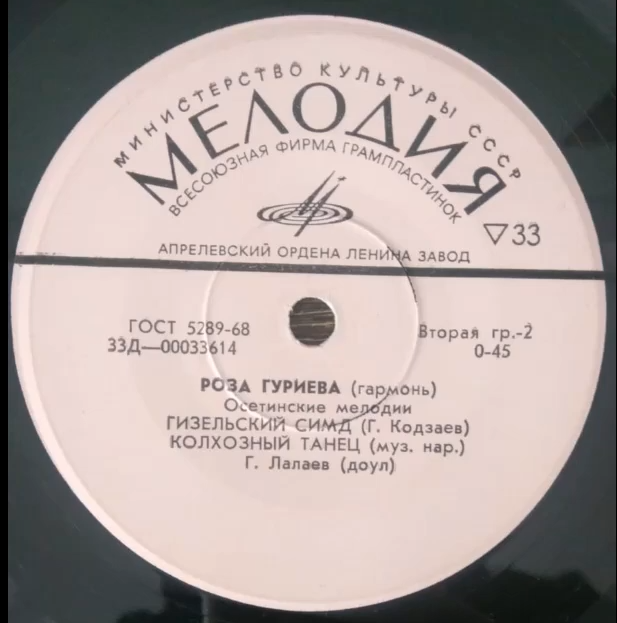 МИНИСТЕРСТВО КУЛЬТУРЫ СССР
МЕЛОДИЯ
ВСЕСОЮЗНАЯ ФИРМА ГРАМПЛАСТИНОК
▽33
АПРЕЛЕВСКИЙ ОРДЕНА ЛЕНИНА ЗАВОД
ГОСТ 5289-68
33Д—00033614
Вторая гр.-2
0-45
РОЗА ГУРИЕВА (гармонь)
Осетинские мелодии
ГИЗЕЛЬСКИЙ СИМД (Г. Кодзаев)
КОЛХОЗНЫЙ ТАНЕЦ (муз. нар.)
Г. Лалаев (доул)